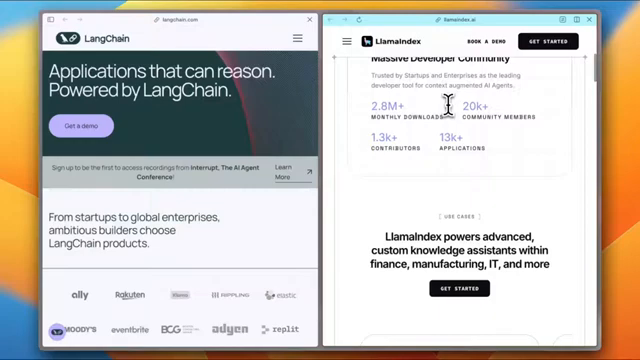 langchain.com
LangChain
Applications that can reason.
Powered by LangChain.
Get a demo
Sign up to be the first to access recordings from Interrupt, The AI Agent
Conference!
Learn
More
From startups to global enterprises,
ambitious builders choose
LangChain products.
ally
Rakuten
Klarna
RIPPLING
elastic
MOODY'S
eventbrite
BCG
adyen
replit
llamaindex.ai
LlamaIndex
BOOK A DEMO
GET STARTED
Massive Developer Community
Trusted by Startups and Enterprises as the leading
developer tool for context augmented AI Agents.
2.8M+
MONTHLY DOWNLOADS
20k+
COMMUNITY MEMBERS
1.3k+
CONTRIBUTORS
13k+
APPLICATIONS
[ USE CASES ]
LlamaIndex powers advanced,
custom knowledge assistants within
finance, manufacturing, IT, and more
GET STARTED